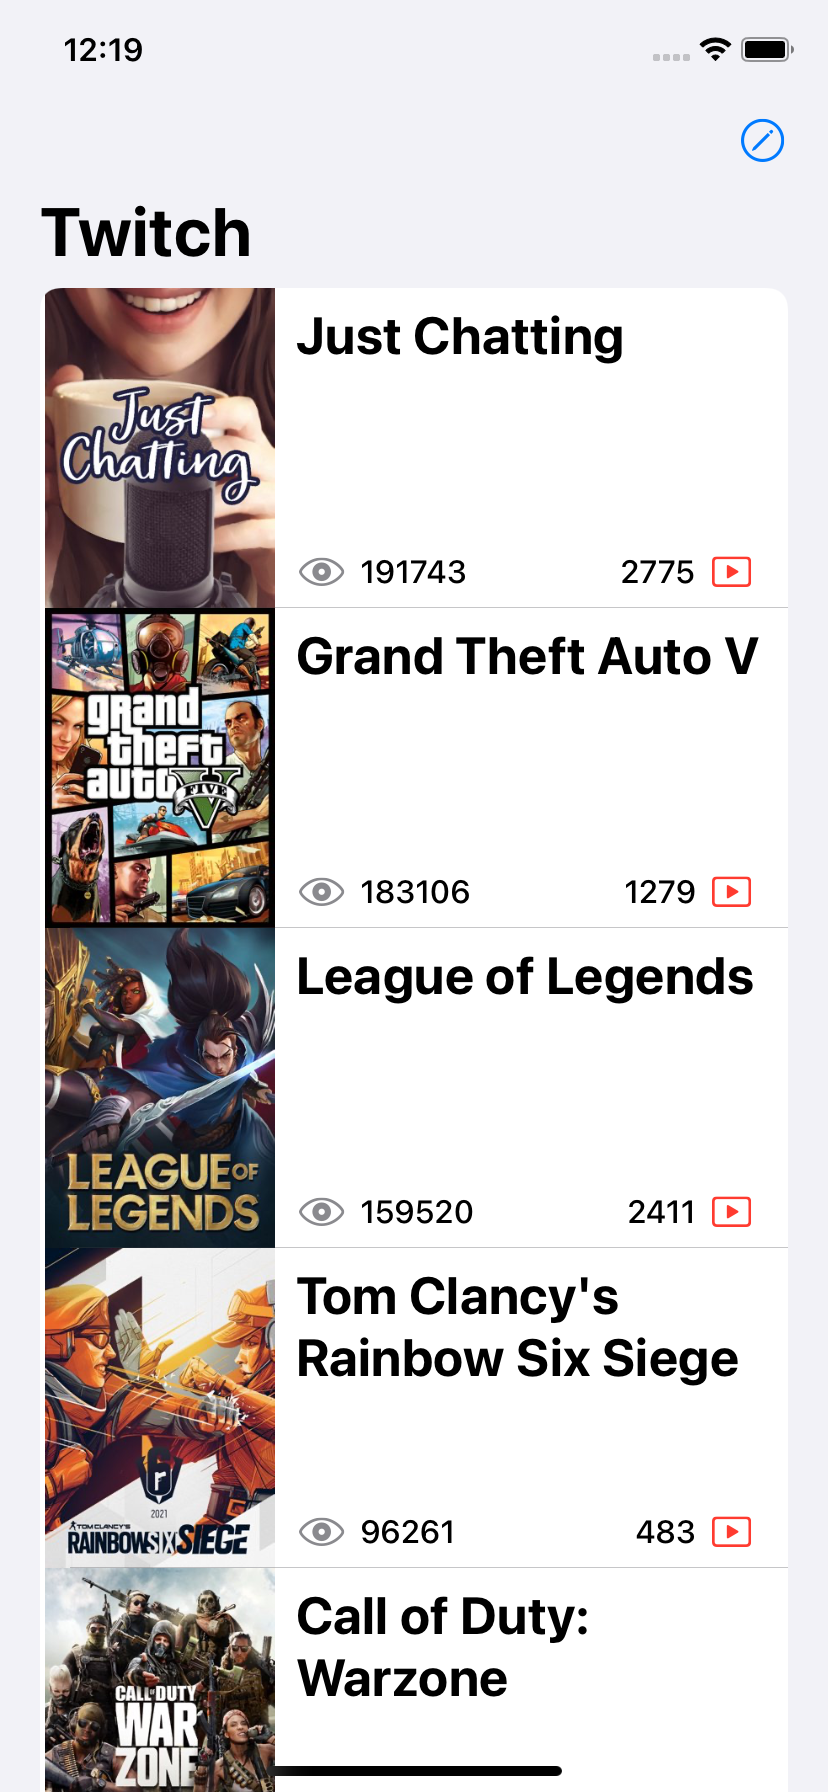 12:19
Twitch
Just
Chatting
Just Chatting
191743
2775
grand
theft
auto V
FIVE
Grand Theft Auto V
183106
1279
LEAGUE OF
LEGENDS
League of Legends
159520
2411
6
2021
TOM CLANCY'S
RAINBOWSIX SIEGE
Tom Clancy's
Rainbow Six Siege
96261
483
CALL OF DUTY
WAR
ZONE
Call of Duty:
Warzone